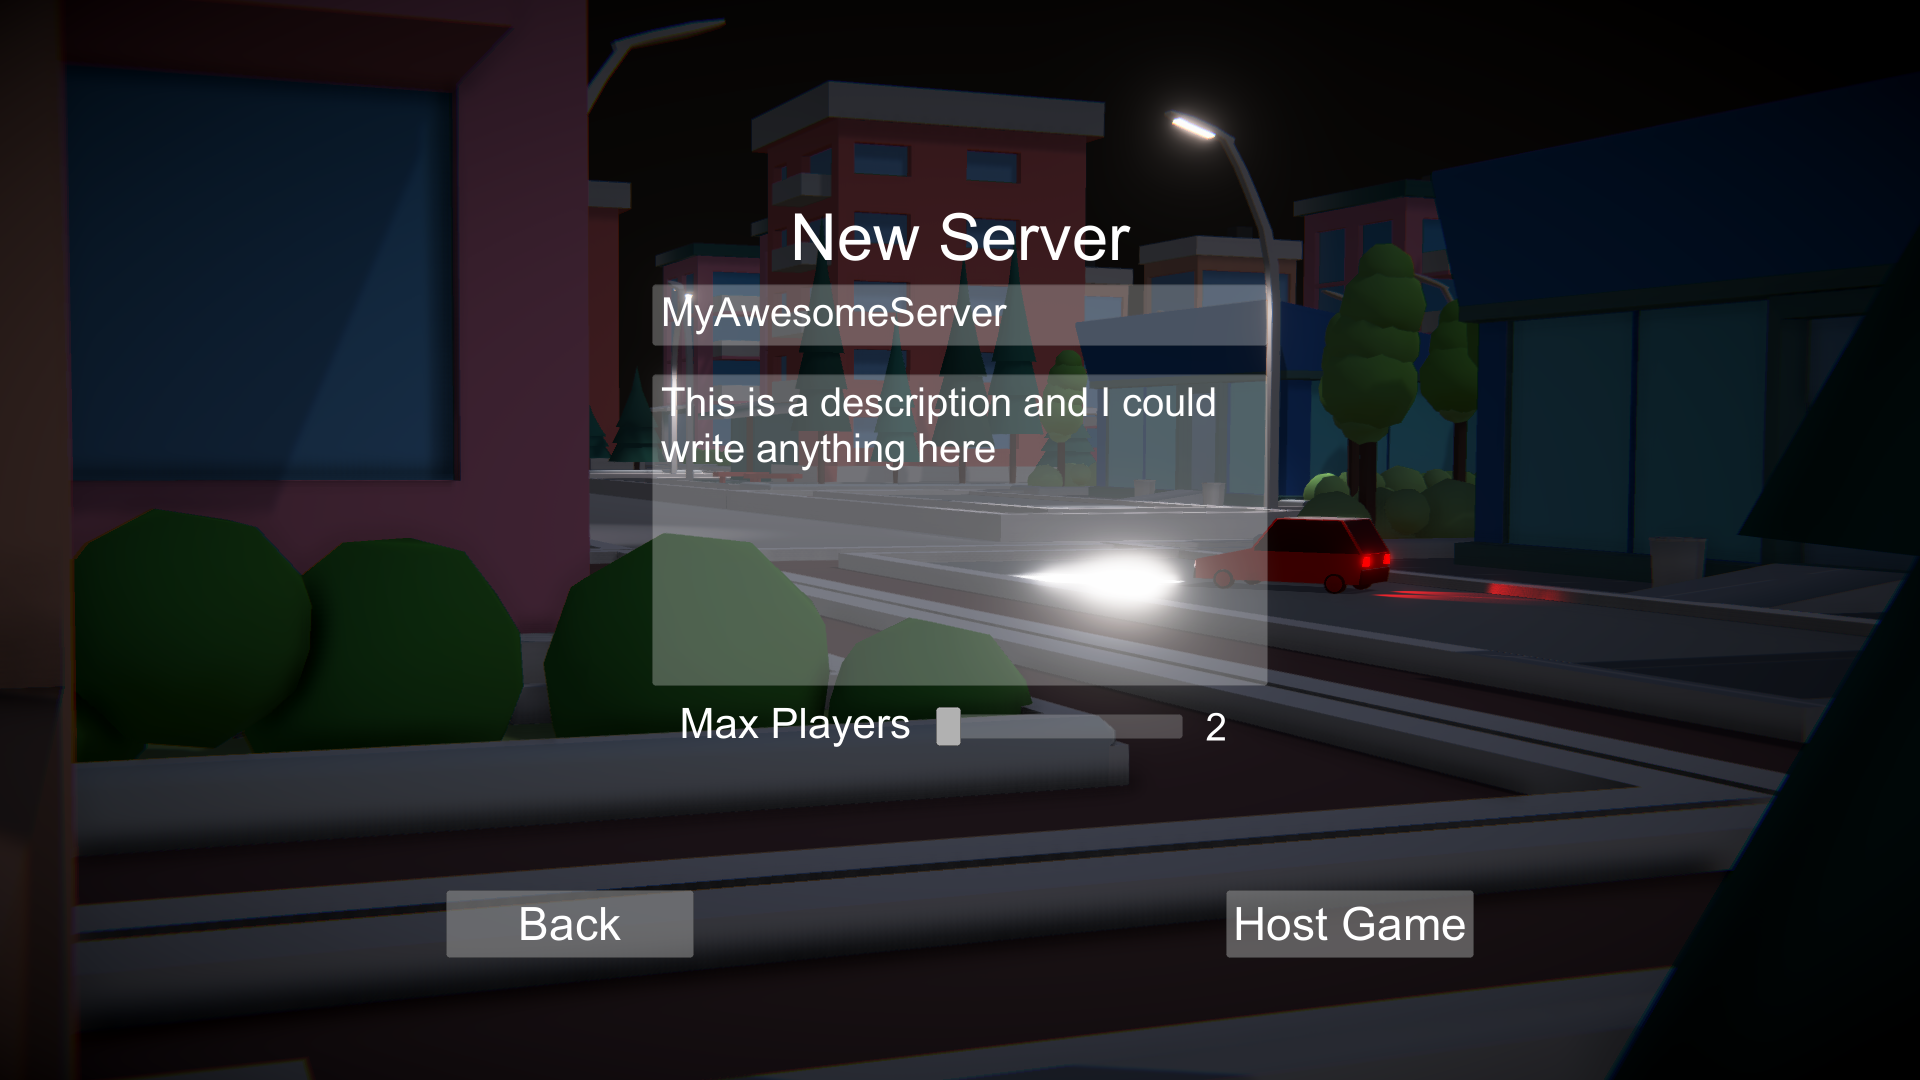 New Server
MyAwesomeServer
This is a description and I could
write anything here
Max Players 2
Back Host Game